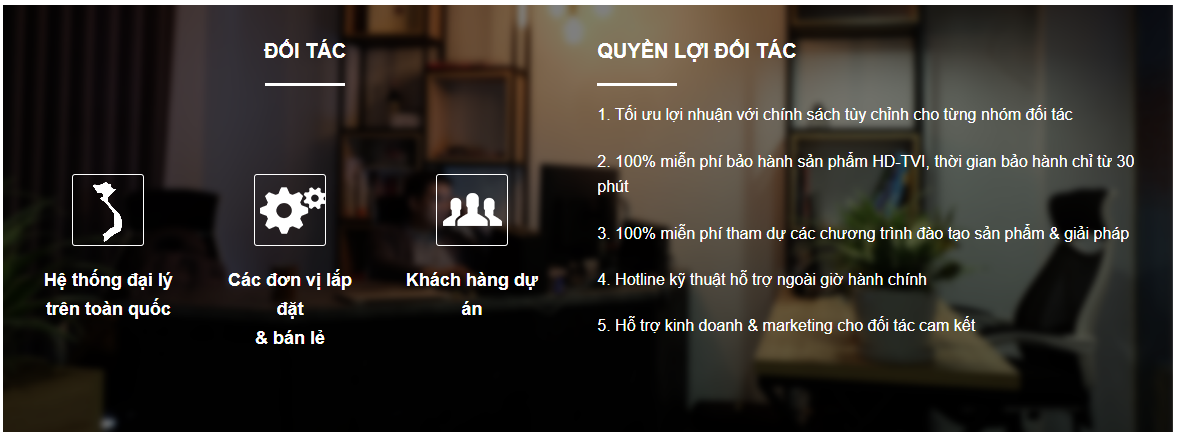 ĐỐI TÁC
Hệ thống đại lý
trên toàn quốc
Các đơn vị lắp
đặt
& bán lẻ
Khách hàng dự
án
QUYỀN LỢI ĐỐI TÁC
1. Tối ưu lợi nhuận với chính sách tùy chỉnh cho từng nhóm đối tác
2. 100% miễn phí bảo hành sản phẩm HD-TVI, thời gian bảo hành chỉ từ 30
phút
3. 100% miễn phí tham dự các chương trình đào tạo sản phẩm & giải pháp
4. Hotline kỹ thuật hỗ trợ ngoài giờ hành chính
5. Hỗ trợ kinh doanh & marketing cho đối tác cam kết